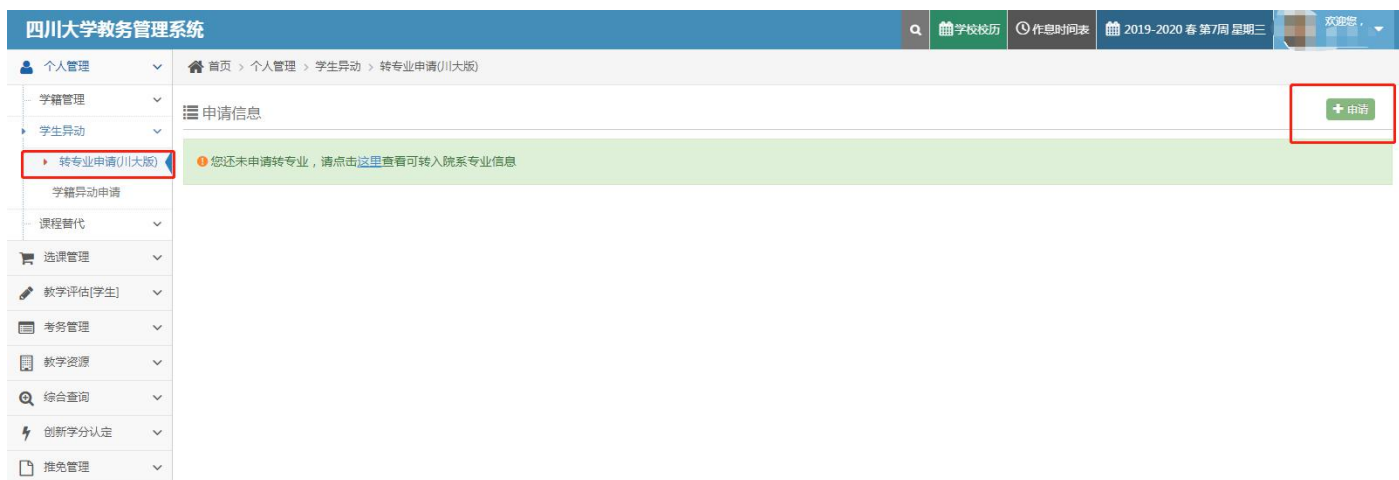 四川大学教务管理系统
学校校历
作息时间表
2019-2020 春 第7周 星期三
欢迎您，
个人管理
首页 > 个人管理 > 学生异动 > 转专业申请(川大版)
学籍管理
申请信息
申请
学生异动
转专业申请(川大版)
您还未申请转专业，请点击这里查看可转入院系专业信息
学籍异动申请
课程替代
选课管理
教学评估[学生]
考务管理
教学资源
综合查询
创新学分认定
推免管理